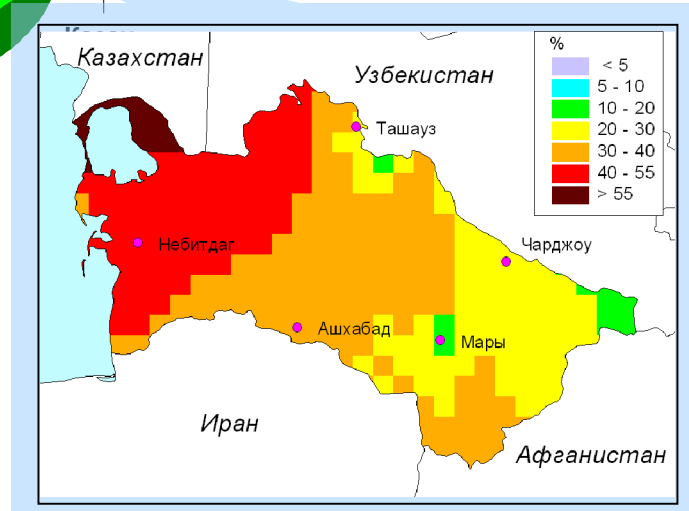 Казахстан
Узбекистан
%
< 5
5 - 10
10 - 20
20 - 30
30 - 40
40 - 55
> 55
Ташауз
Небитдаг
Чарджоу
Ашхабад
Мары
Иран
Афганистан